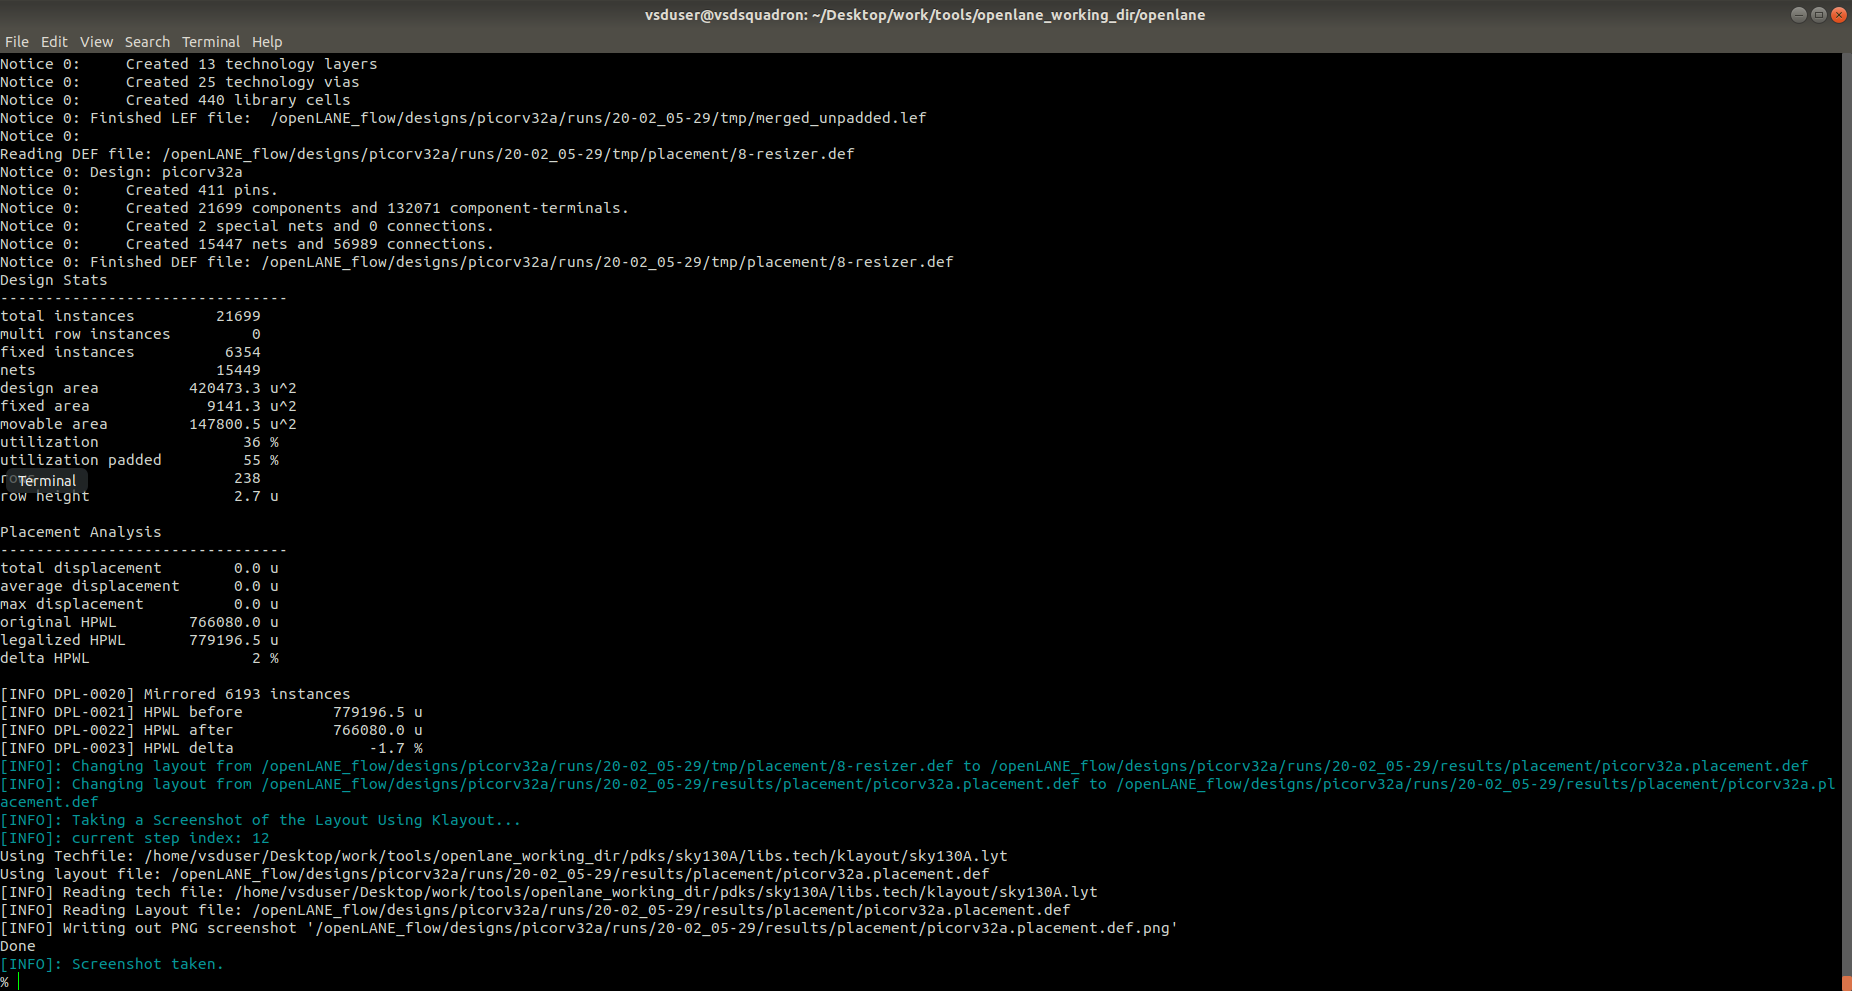 vsduser@vsdsquadron: ~/Desktop/work/tools/openlane_working_dir/openlane
File Edit View Search Terminal Help
Notice 0:     Created 13 technology layers
Notice 0:     Created 25 technology vias
Notice 0:     Created 440 library cells
Notice 0: Finished LEF file:  /openLANE_flow/designs/picorv32a/runs/20-02_05-29/tmp/merged_unpadded.lef
Notice 0:
Reading DEF file: /openLANE_flow/designs/picorv32a/runs/20-02_05-29/tmp/placement/8-resizer.def
Notice 0: Design: picorv32a
Notice 0:     Created 411 pins.
Notice 0:     Created 21699 components and 132071 component-terminals.
Notice 0:     Created 2 special nets and 0 connections.
Notice 0:     Created 15447 nets and 56989 connections.
Notice 0: Finished DEF file: /openLANE_flow/designs/picorv32a/runs/20-02_05-29/tmp/placement/8-resizer.def
Design Stats
--------------------------------
total instances         21699
multi row instances         0
fixed instances          6354
nets                    15449
design area          420473.3 u^2
fixed area             9141.3 u^2
movable area         147800.5 u^2
utilization                36 %
utilization padded         55 %
238
Terminal
row height                2.7 u
Placement Analysis
--------------------------------
total displacement        0.0 u
average displacement      0.0 u
max displacement          0.0 u
original HPWL        766080.0 u
legalized HPWL       779196.5 u
delta HPWL                  2 %
[INFO DPL-0020] Mirrored 6193 instances
[INFO DPL-0021] HPWL before          779196.5 u
[INFO DPL-0022] HPWL after           766080.0 u
[INFO DPL-0023] HPWL delta               -1.7 %
[INFO]: Changing layout from /openLANE_flow/designs/picorv32a/runs/20-02_05-29/tmp/placement/8-resizer.def to /openLANE_flow/designs/picorv32a/runs/20-02_05-29/results/placement/picorv32a.placement.def
[INFO]: Changing layout from /openLANE_flow/designs/picorv32a/runs/20-02_05-29/results/placement/picorv32a.placement.def to /openLANE_flow/designs/picorv32a/runs/20-02_05-29/results/placement/picorv32a.pl
acement.def
[INFO]: Taking a Screenshot of the Layout Using Klayout...
[INFO]: current step index: 12
Using Techfile: /home/vsduser/Desktop/work/tools/openlane_working_dir/pdks/sky130A/libs.tech/klayout/sky130A.lyt
Using layout file: /openLANE_flow/designs/picorv32a/runs/20-02_05-29/results/placement/picorv32a.placement.def
[INFO] Reading tech file: /home/vsduser/Desktop/work/tools/openlane_working_dir/pdks/sky130A/libs.tech/klayout/sky130A.lyt
[INFO] Reading Layout file: /openLANE_flow/designs/picorv32a/runs/20-02_05-29/results/placement/picorv32a.placement.def
[INFO] Writing out PNG screenshot '/openLANE_flow/designs/picorv32a/runs/20-02_05-29/results/placement/picorv32a.placement.def.png'
Done
[INFO]: Screenshot taken.
%